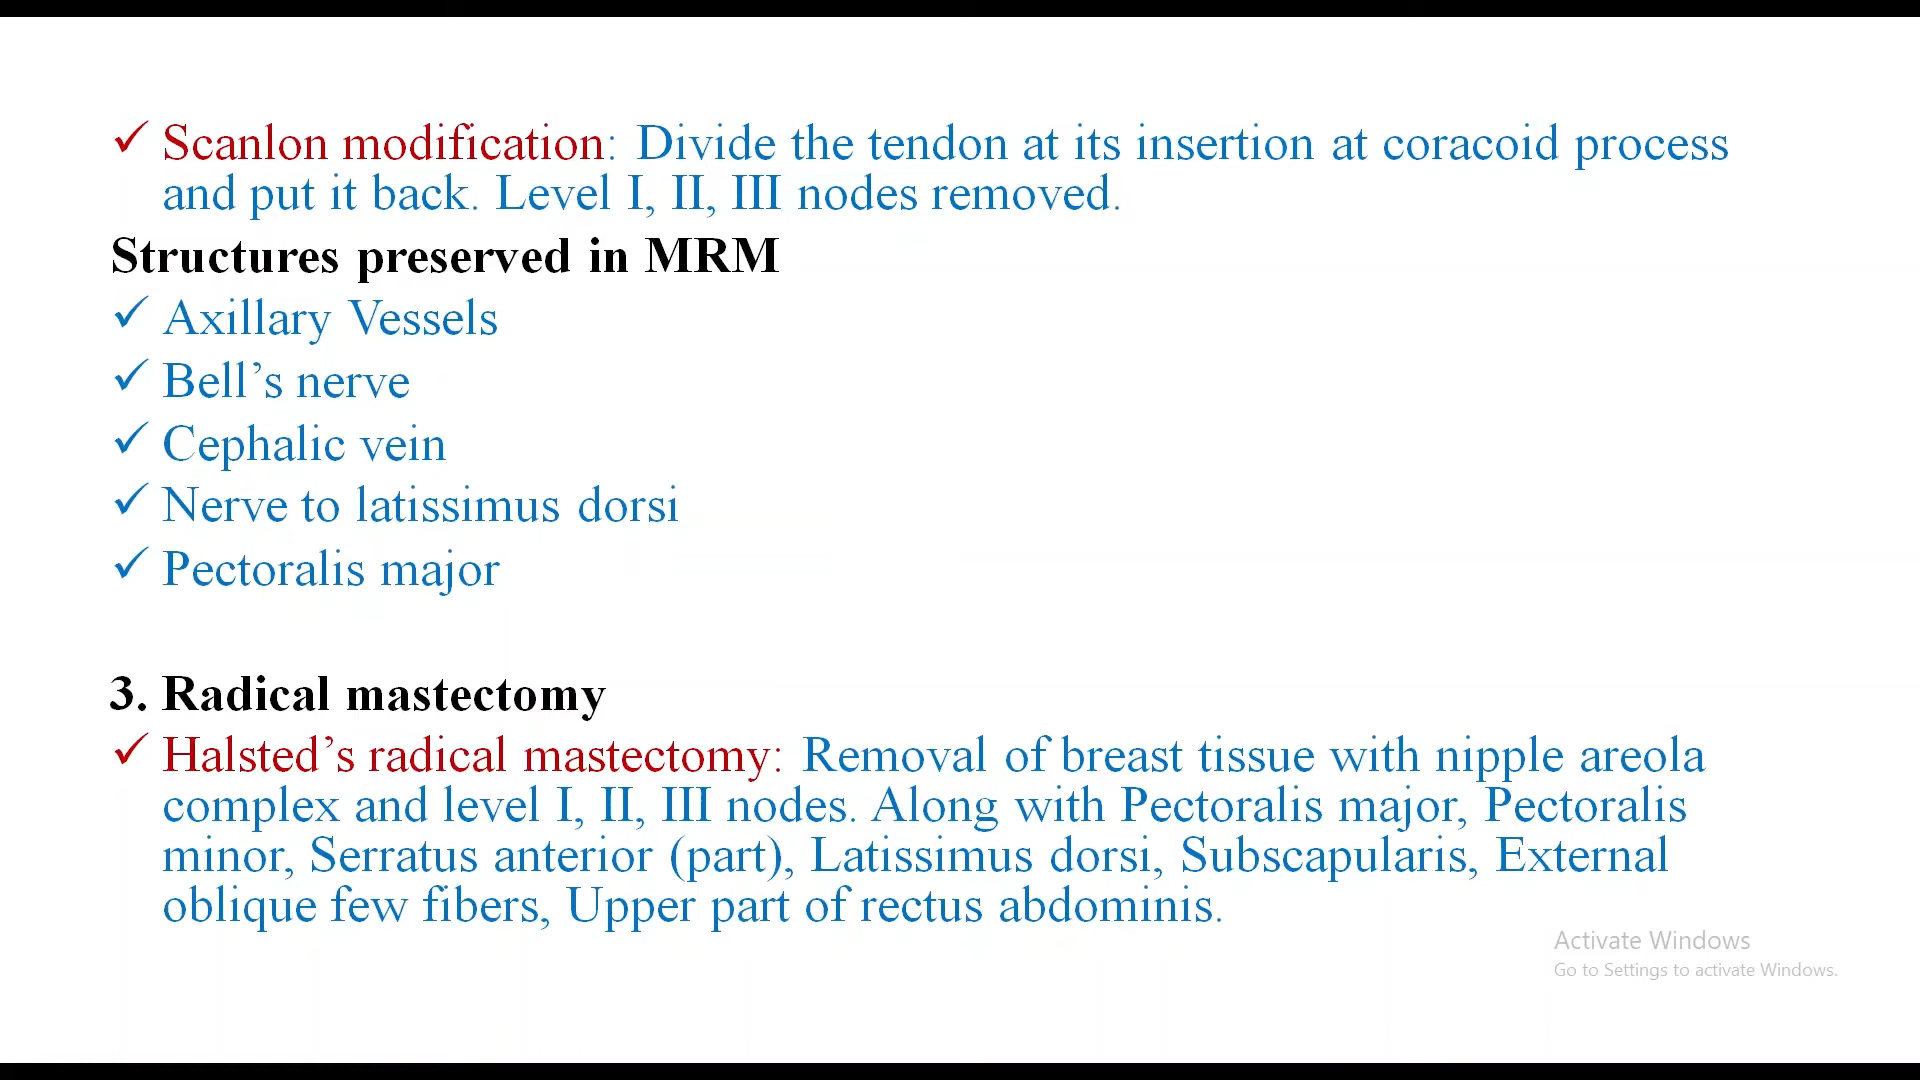 ✓ Scanlon modification: Divide the tendon at its insertion at coracoid process
and put it back. Level I, II, III nodes removed.
Structures preserved in MRM
✓ Axillary Vessels
✓ Bell’s nerve
✓ Cephalic vein
✓ Nerve to latissimus dorsi
✓ Pectoralis major
3. Radical mastectomy
✓ Halsted’s radical mastectomy: Removal of breast tissue with nipple areola
complex and level I, II, III nodes. Along with Pectoralis major, Pectoralis
minor, Serratus anterior (part), Latissimus dorsi, Subscapularis, External
oblique few fibers, Upper part of rectus abdominis.
Activate Windows
Go to Settings to activate Windows.